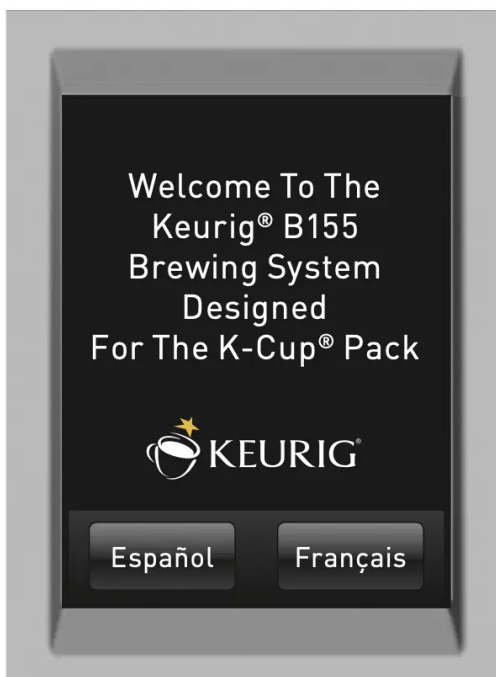 Welcome To The
Keurig® B155
Brewing System
Designed
For The K-Cup® Pack
KEURIG®
Español
Français